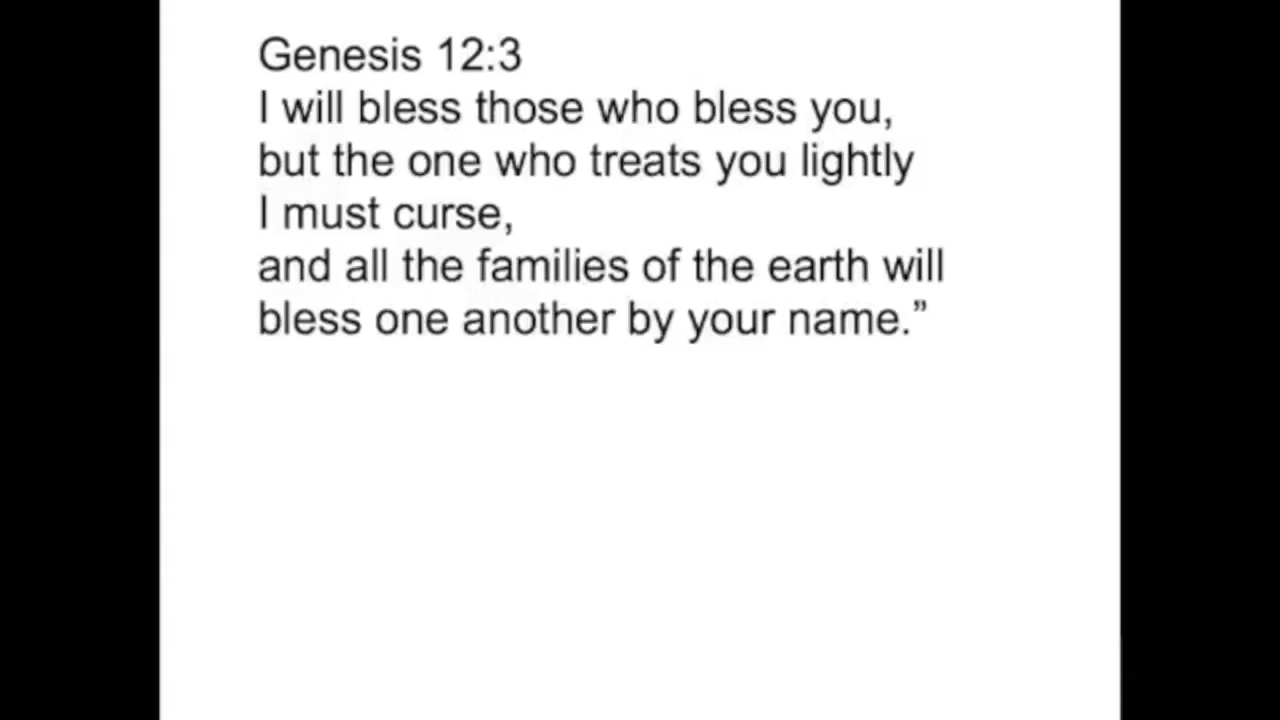 Genesis 12:3
I will bless those who bless you,
but the one who treats you lightly
I must curse,
and all the families of the earth will
bless one another by your name.”